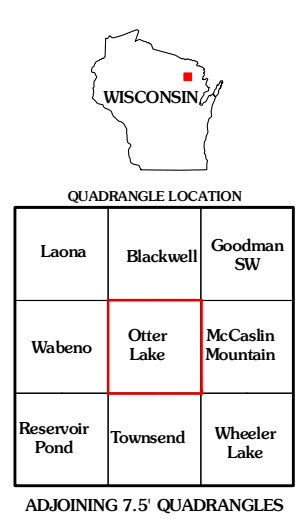 WISCONSIN
QUADRANGLE LOCATION
Laona
Blackwell
Goodman
SW
Wabeno
Otter
Lake
McCaslin
Mountain
Reservoir
Pond
Townsend
Wheeler
Lake
ADJOINING 7.5' QUADRANGLES